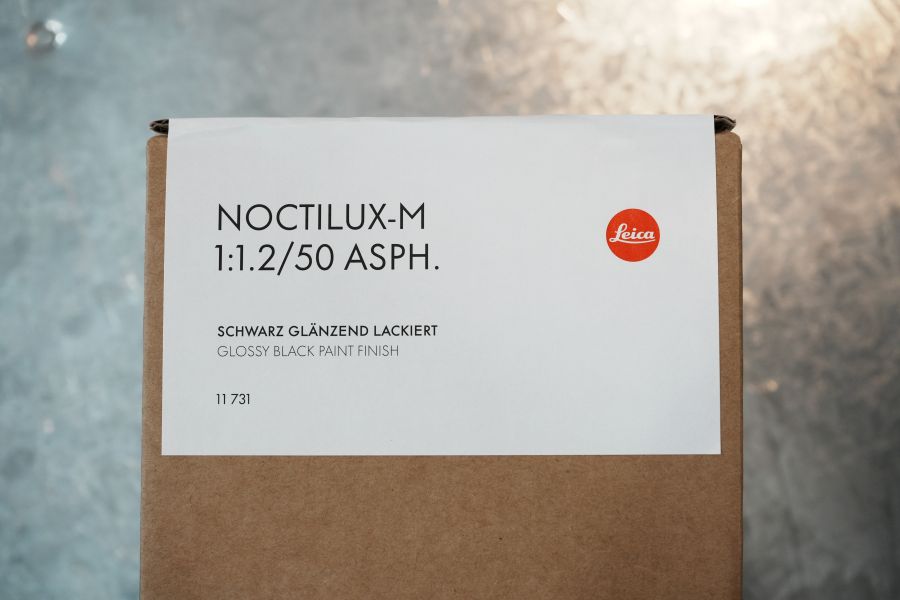 NOCTILUX-M
1:1.2/50 ASPH.
Leica
SCHWARZ GLÄNZEND LACKIERT
GLOSSY BLACK PAINT FINISH
11 731